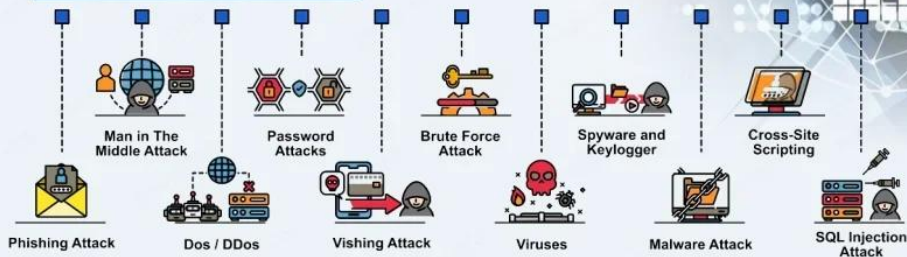 Man in The
Middle Attack
Password
Attacks
Brute Force
Attack
Spyware and
Keylogger
Cross-Site
Scripting
Phishing Attack
Dos / DDos
Vishing Attack
Viruses
Malware Attack
SQL Injection
Attack